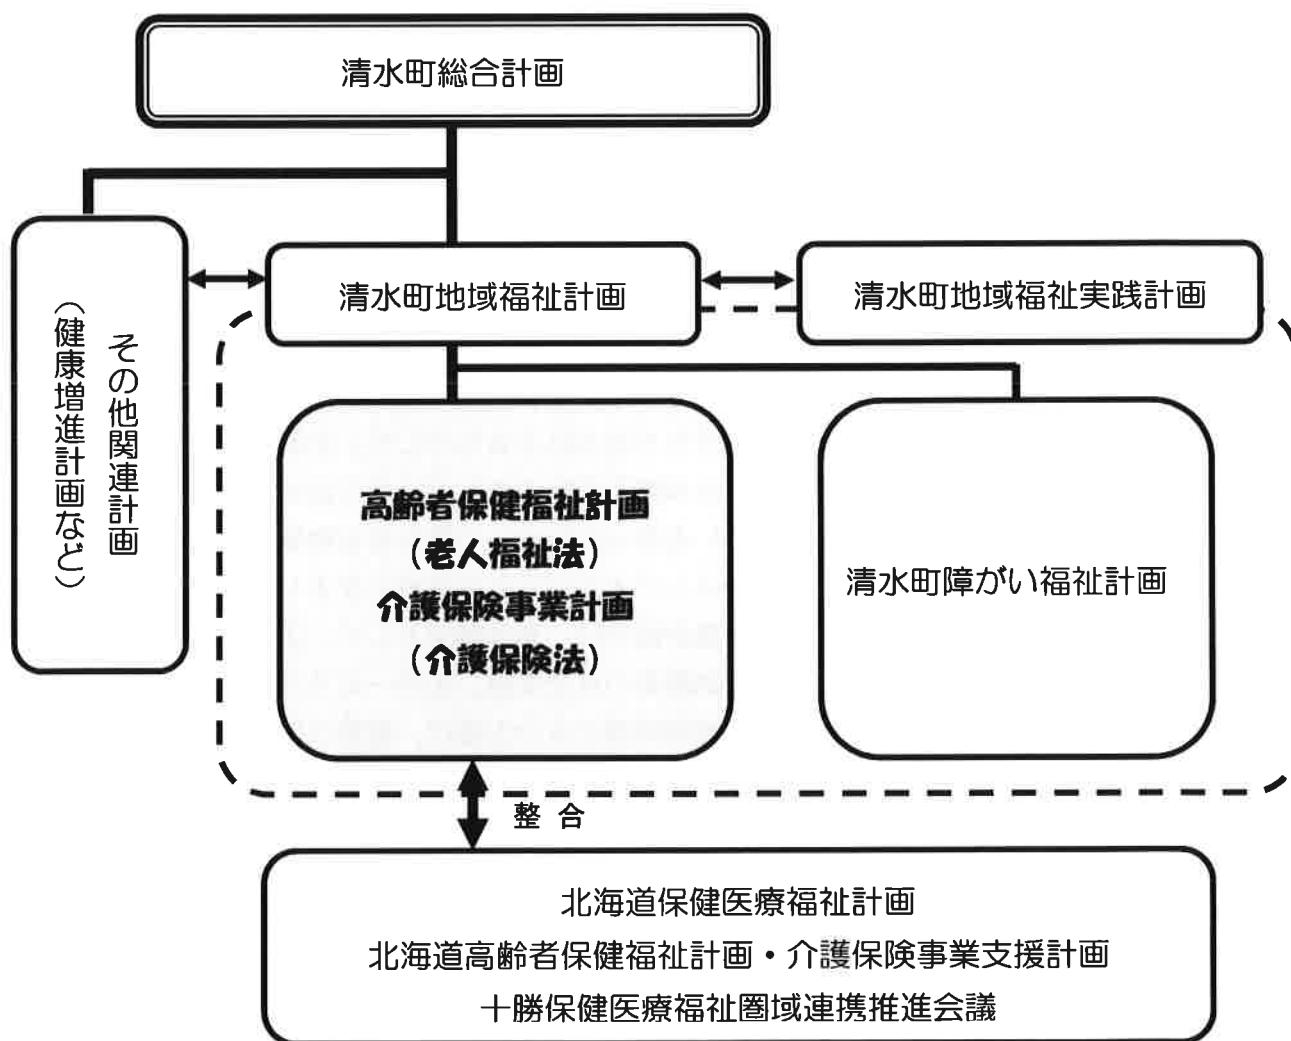 清水町総合計画
その他関連計画
（健康増進計画など）
清水町地域福祉計画
清水町地域福祉実践計画
高齢者保健福祉計画
（老人福祉法）
介護保険事業計画
（介護保険法）
清水町障がい福祉計画
整 合
北海道保健医療福祉計画
北海道高齢者保健福祉計画・介護保険事業支援計画
十勝保健医療福祉圏域連携推進会議